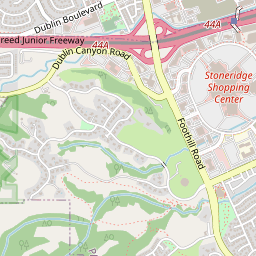 Dublin Boulevard
44A
reed Junior Freeway
44A
Dublin Canyon Road
Stoneridge
Shopping
Center
Foothill Road